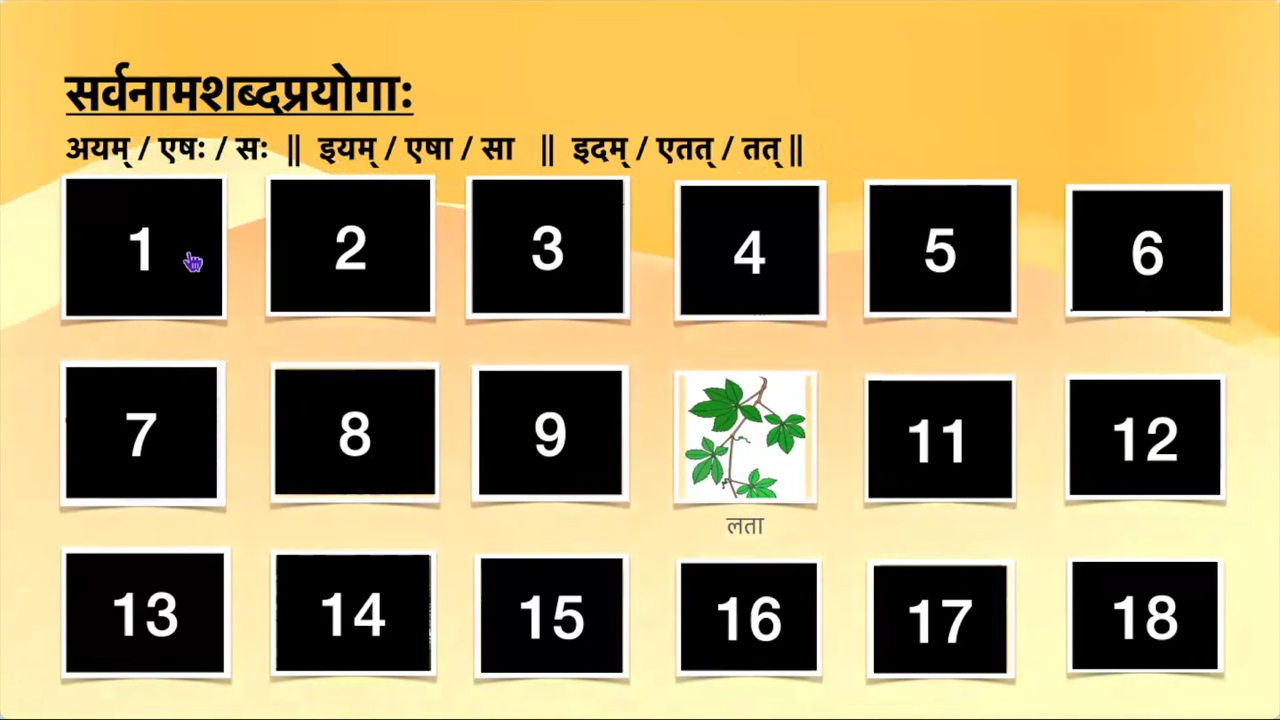 सर्वनामशब्दप्रयोगाः
अयम् / एषः / सः || इयम् / एषा / सा || इदम् / एतत् / तत् ||
1 2 3 4 5 6
7 8 9 11 12
लता
13 14 15 16 17 18